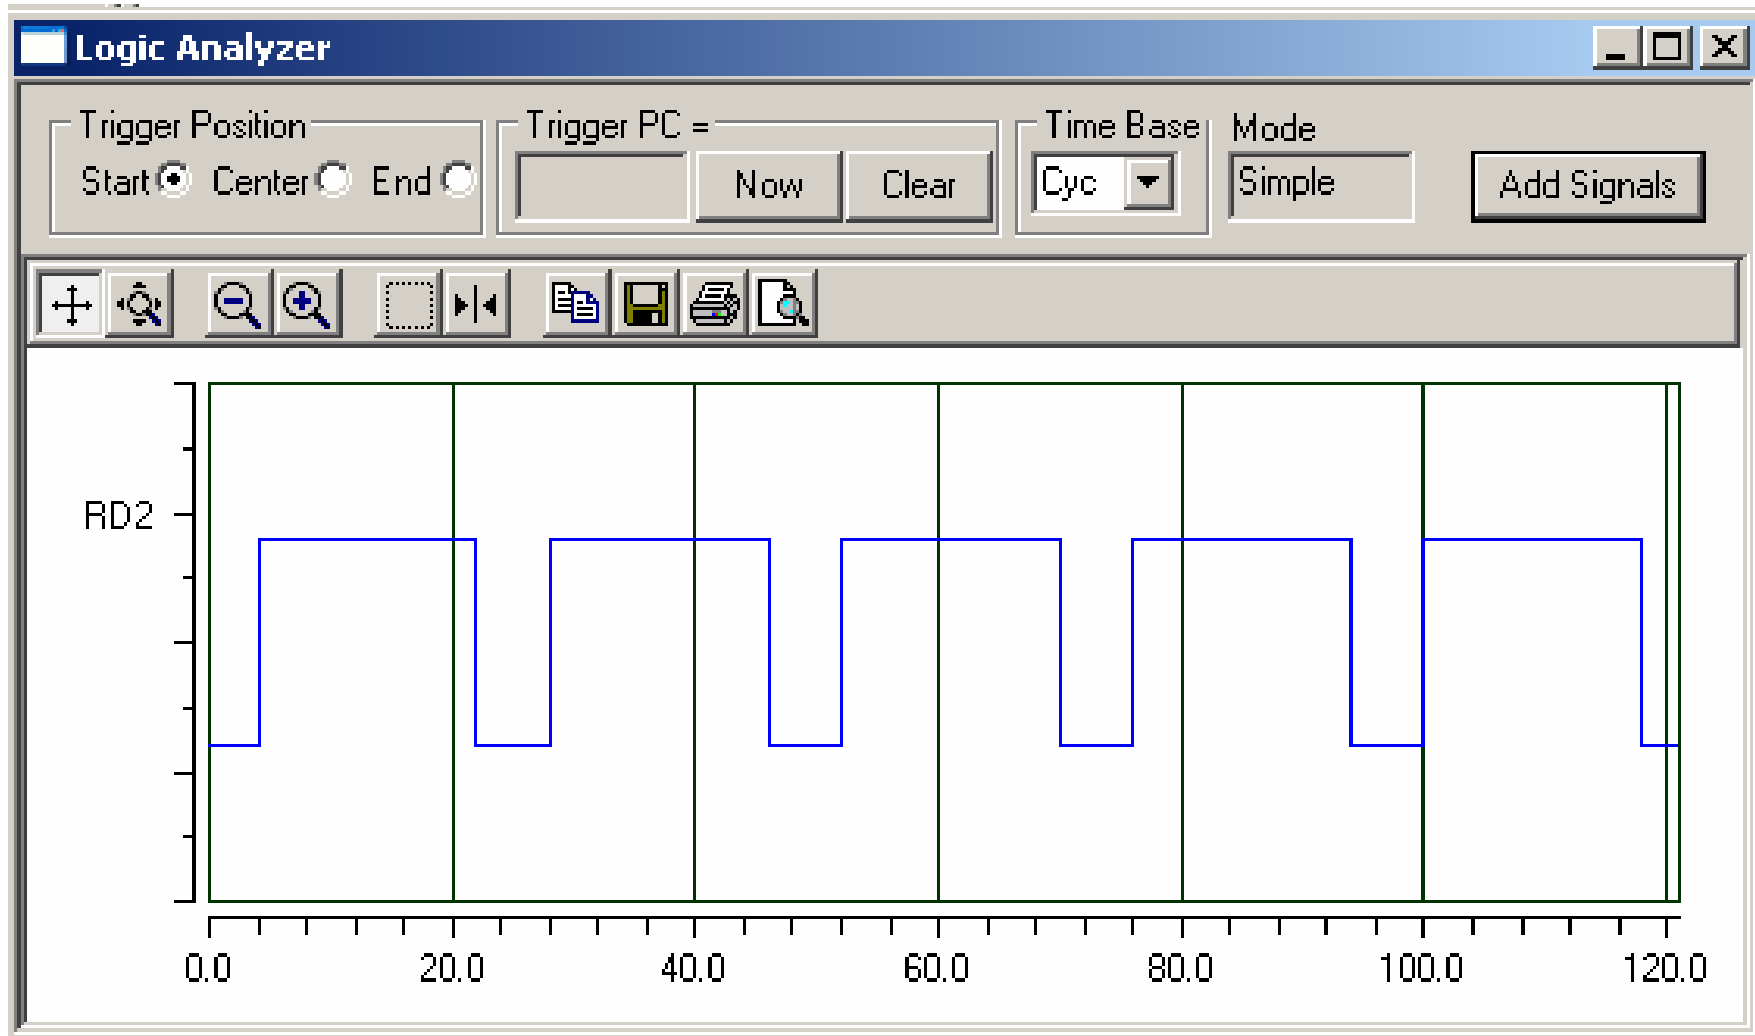 Logic Analyzer
Trigger Position
Start Center End
Trigger PC =
Now Clear
Time Base
Cyc
Mode
Simple
Add Signals
RD2
0.0 20.0 40.0 60.0 80.0 100.0 120.0